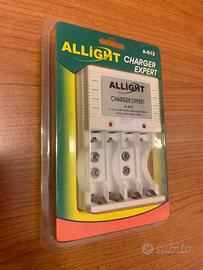 ALLIGHT
A-612
CHARGER
EXPERT
ALLIGHT
CHARGER EXPERT
A-612
subito